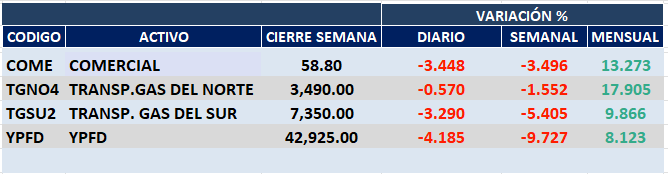 VARIACIÓN %
CODIGO ACTIVO CIERRE SEMANA DIARIO SEMANAL MENSUAL
COME COMERCIAL 58.80 -3.448 -3.496 13.273
TGNO4 TRANSP.GAS DEL NORTE 3,490.00 -0.570 -1.552 17.905
TGSU2 TRANSP. GAS DEL SUR 7,350.00 -3.290 -5.405 9.866
YPFD YPFD 42,925.00 -4.185 -9.727 8.123